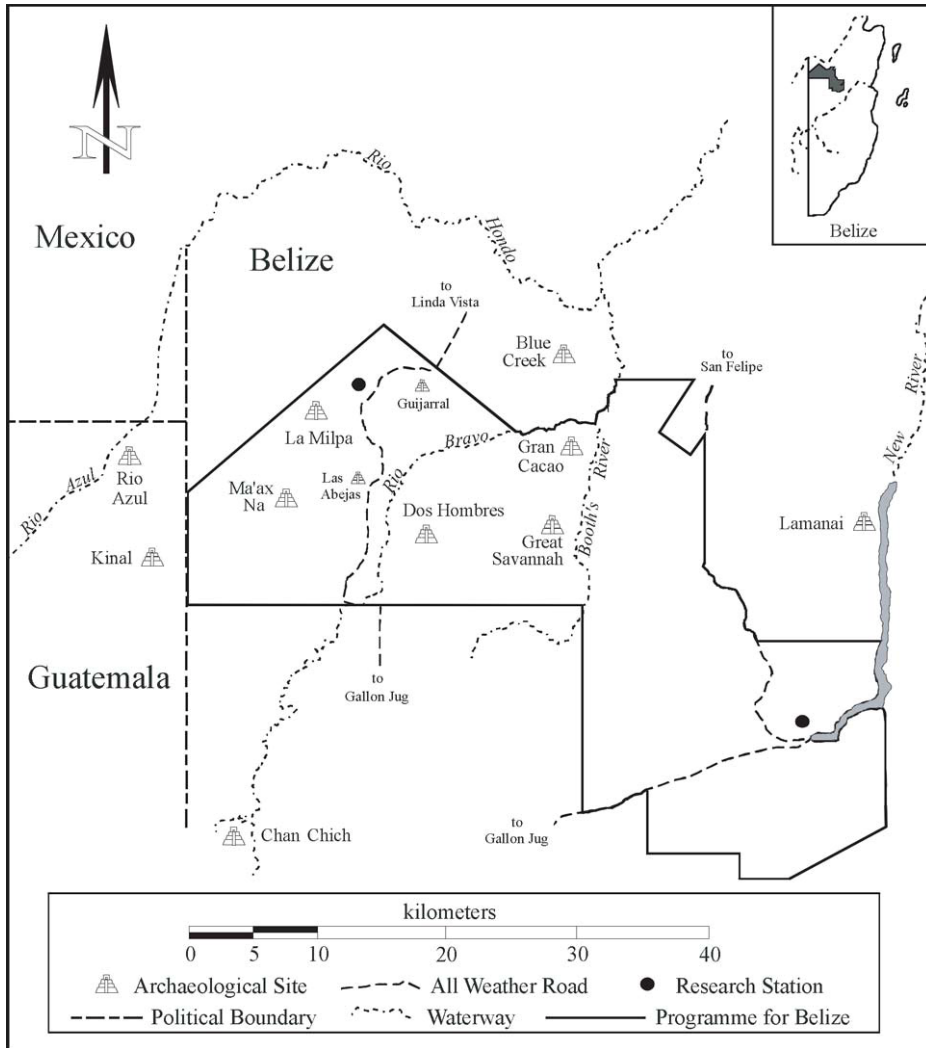 N
Mexico
Belize
Guatemala
Belize
Rio
Hondo
to
Linda Vista
Blue
Creek
to
San Felipe
River
New
Guijarral
La Milpa
Bravo
Rio
Gran
Cacao
River
Booth's
Rio
Azul
Azul
Rio
Ma'ax
Na
Las
Abejas
Dos Hombres
Great
Savannah
Lamanai
Kinal
to
Gallon Jug
to
Gallon Jug
Chan Chich
kilometers
0 5 10 20 30 40
Archaeological Site All Weather Road Research Station
Political Boundary Waterway Programme for Belize